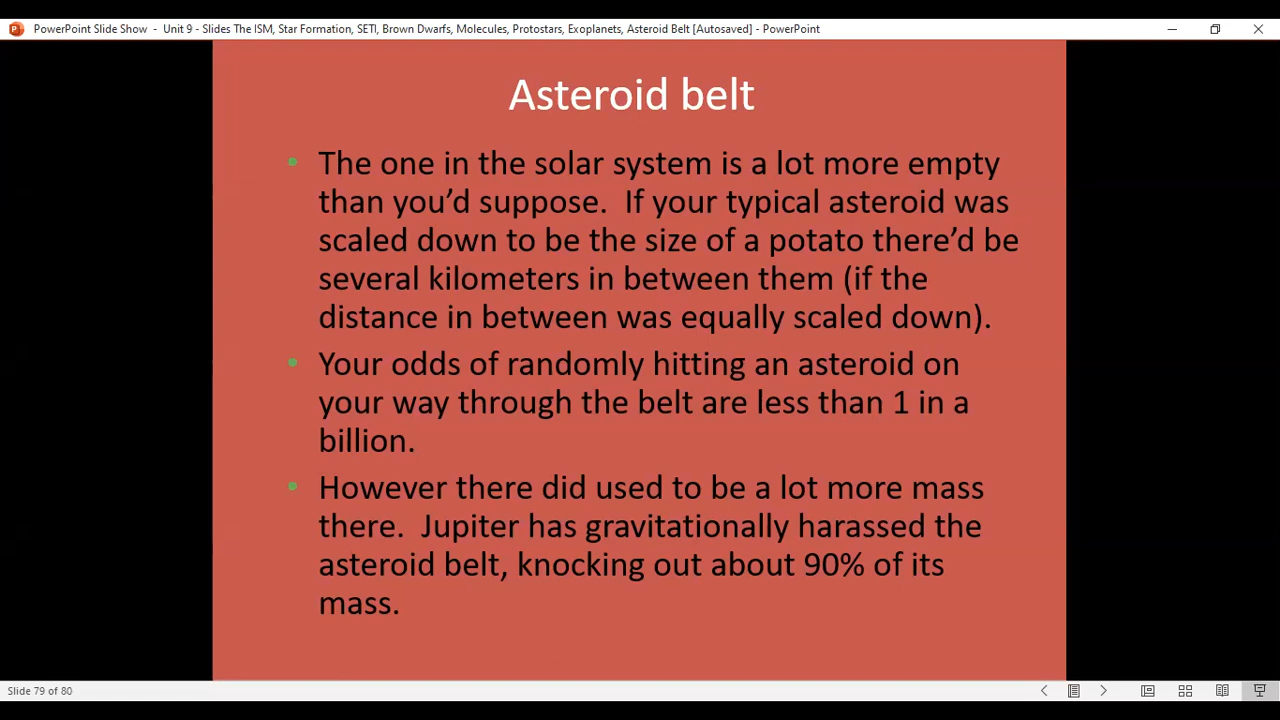 PowerPoint Slide Show - Unit 9 - Slides The ISM, Star Formation, SETI, Brown Dwarfs, Molecules, Protostars, Exoplanets, Asteroid Belt [Autosaved] - PowerPoint
Asteroid belt
• The one in the solar system is a lot more empty
than you’d suppose.  If your typical asteroid was
scaled down to be the size of a potato there’d be
several kilometers in between them (if the
distance in between was equally scaled down).
• Your odds of randomly hitting an asteroid on
your way through the belt are less than 1 in a
billion.
• However there did used to be a lot more mass
there.  Jupiter has gravitationally harassed the
asteroid belt, knocking out about 90% of its
mass.
Slide 79 of 80